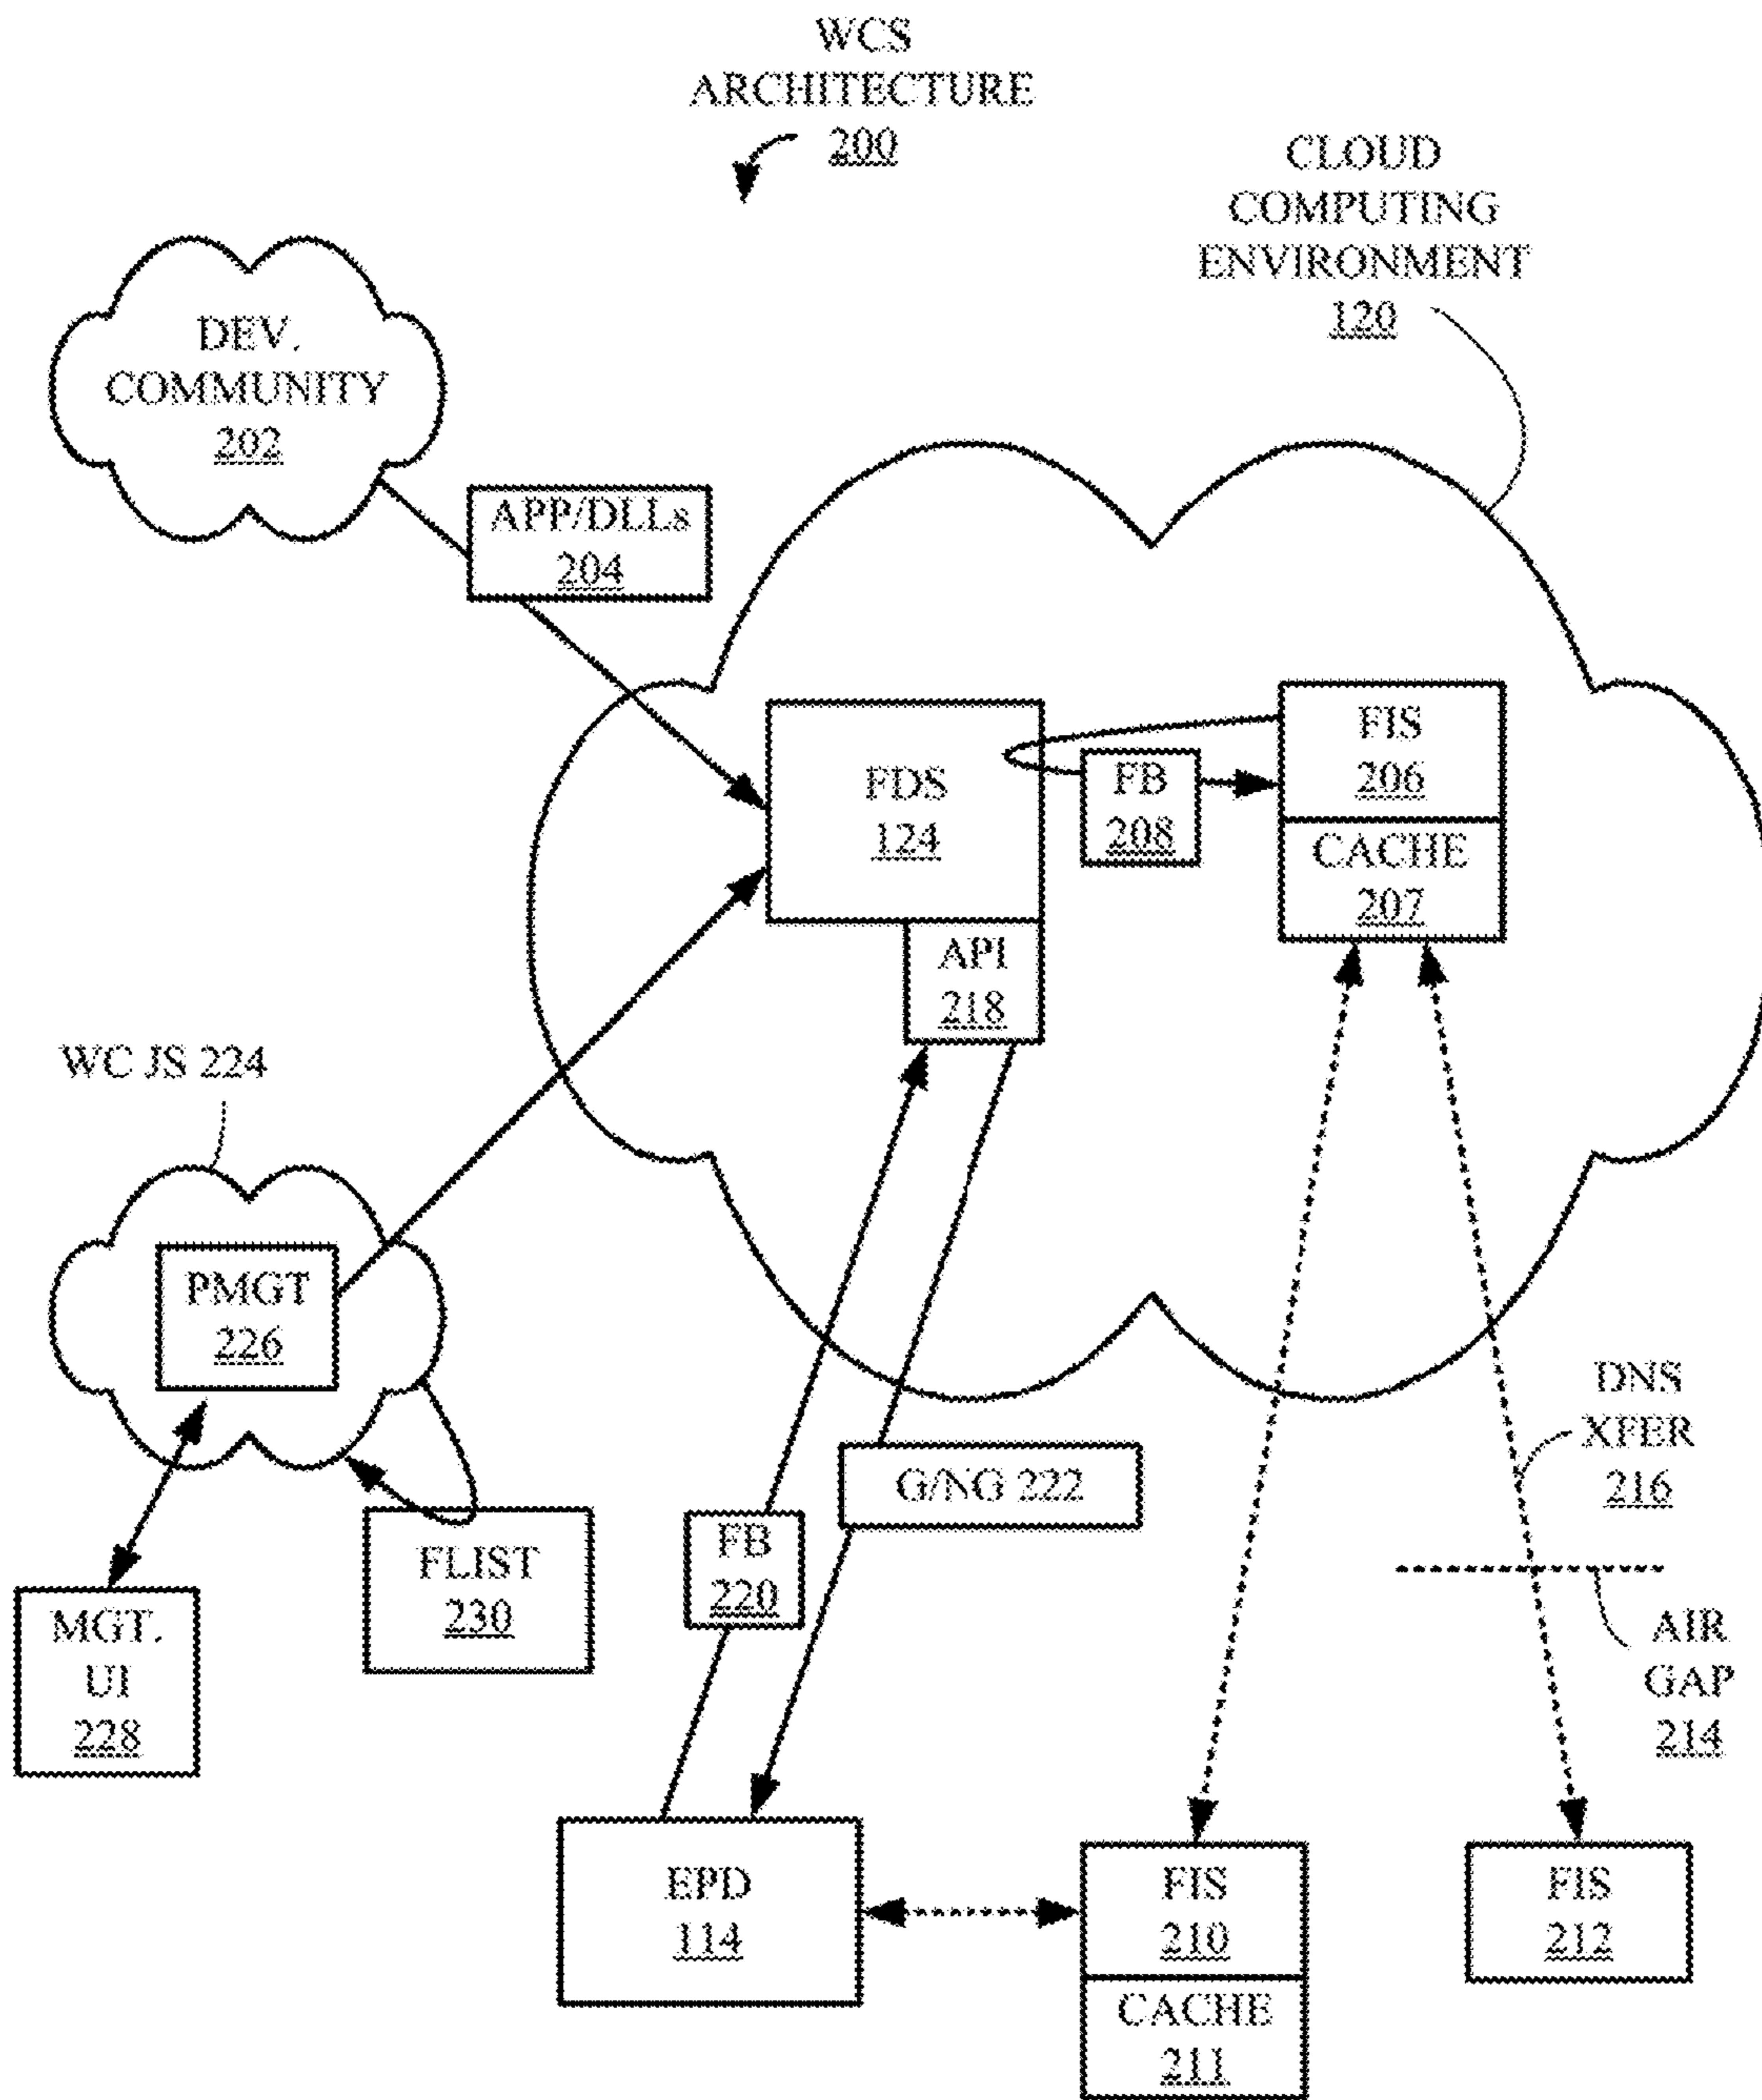 WCS
ARCHITECTURE
200
CLOUD
COMPUTING
ENVIRONMENT
120
DEV.
COMMUNITY
202
APP/DLLs
204
FDS
124
FB
208
FIS
206
CACHE
207
API
218
WC JS 224
PMGT
226
MGT.
UI
228
FLIST
230
FB
220
G/NG 222
DNS
XFER
216
AIR
GAP
214
EPD
114
FIS
210
CACHE
211
FIS
212